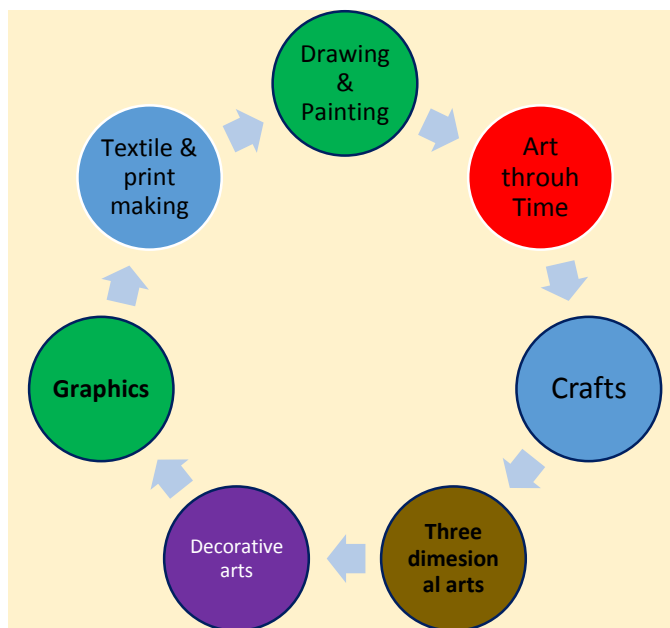 Drawing
&
Painting
Art
throuh
Time
Crafts
Three
dimesion
al arts
Decorative
arts
Graphics
Textile &
print
making